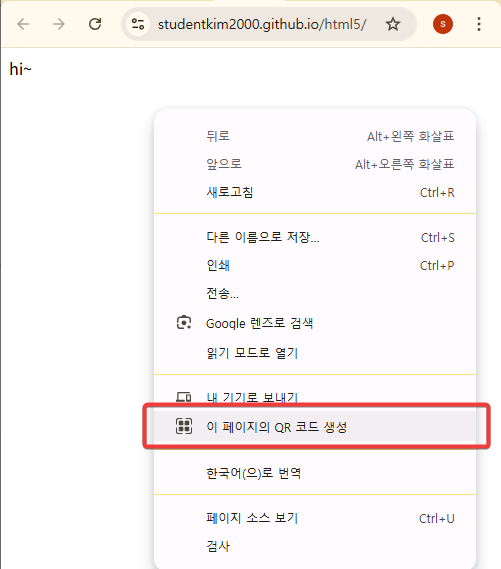 studentkim2000.github.io/html5/
s
hi~
뒤로 Alt+왼쪽 화살표
앞으로 Alt+오른쪽 화살표
새로고침 Ctrl+R
다른 이름으로 저장... Ctrl+S
인쇄 Ctrl+P
전송...
Google 렌즈로 검색
읽기 모드로 열기
내 기기로 보내기
이 페이지의 QR 코드 생성
한국어(으)로 번역
페이지 소스 보기 Ctrl+U
검사